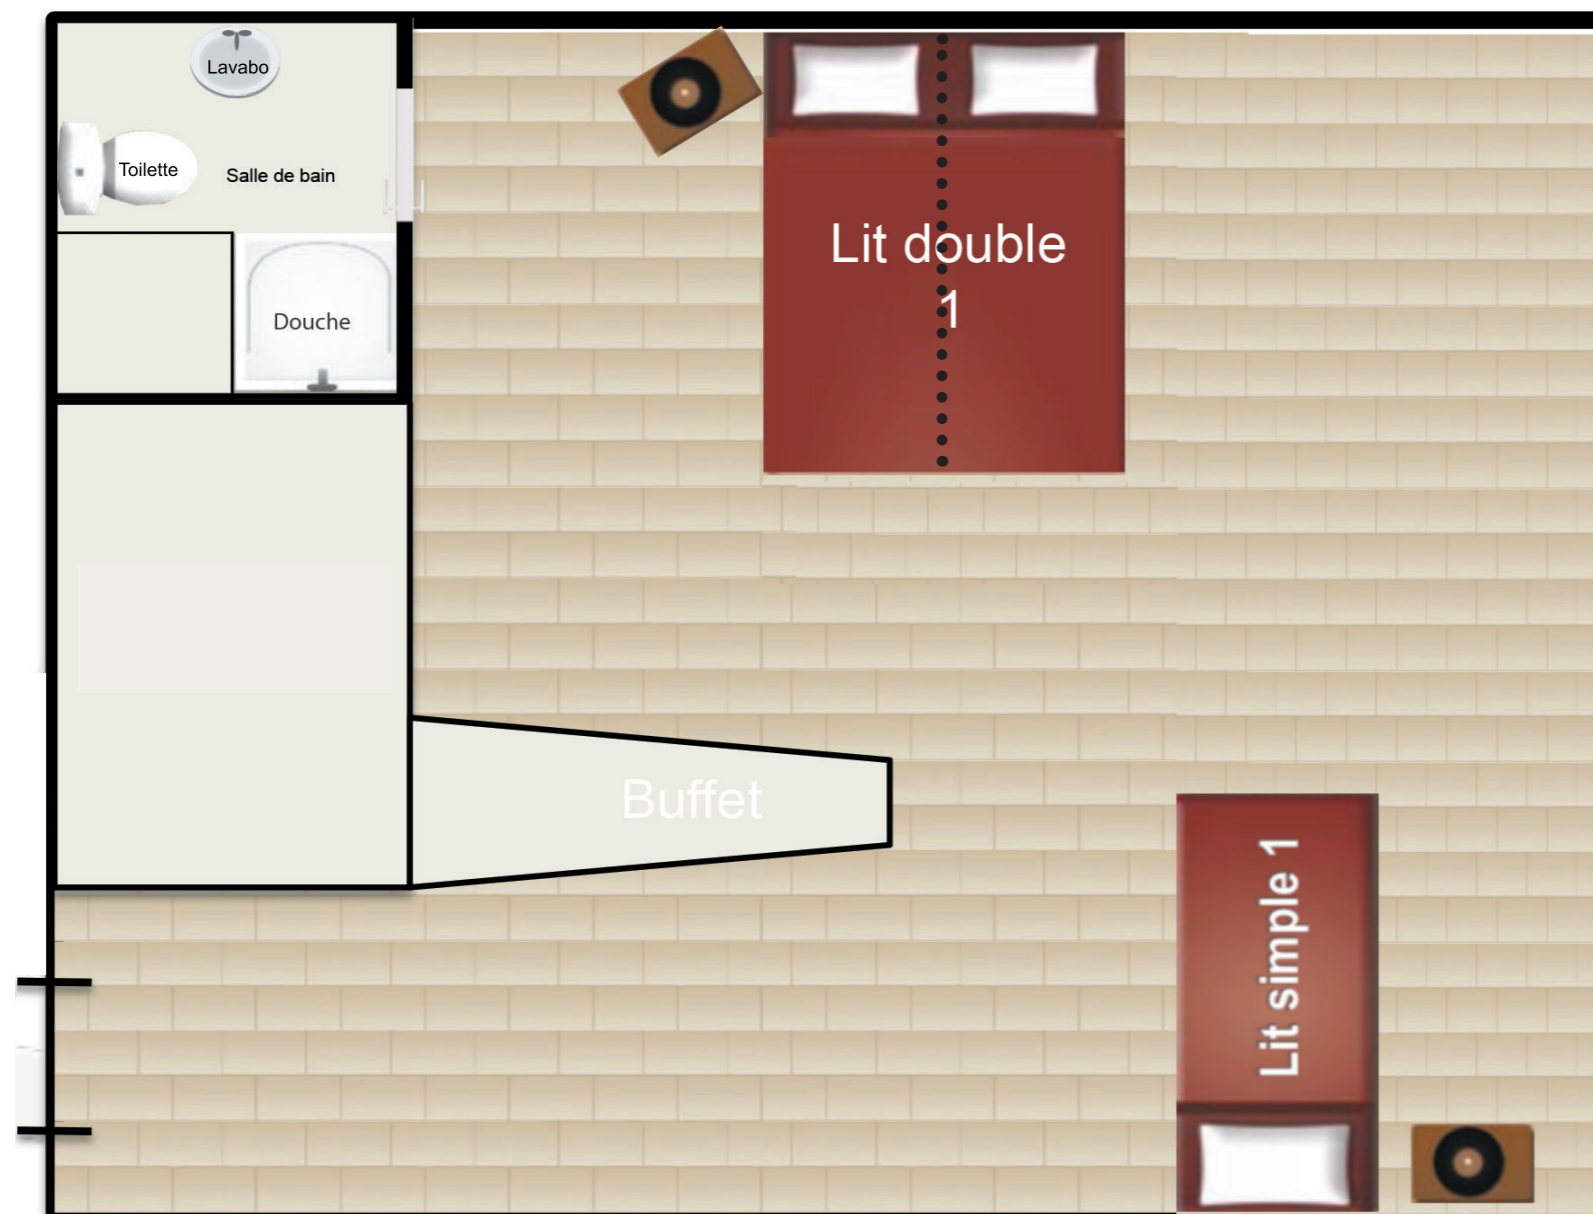 Lavabo
Toilette
Salle de bain
Douche
Lit double
1
Buffet
Lit simple 1